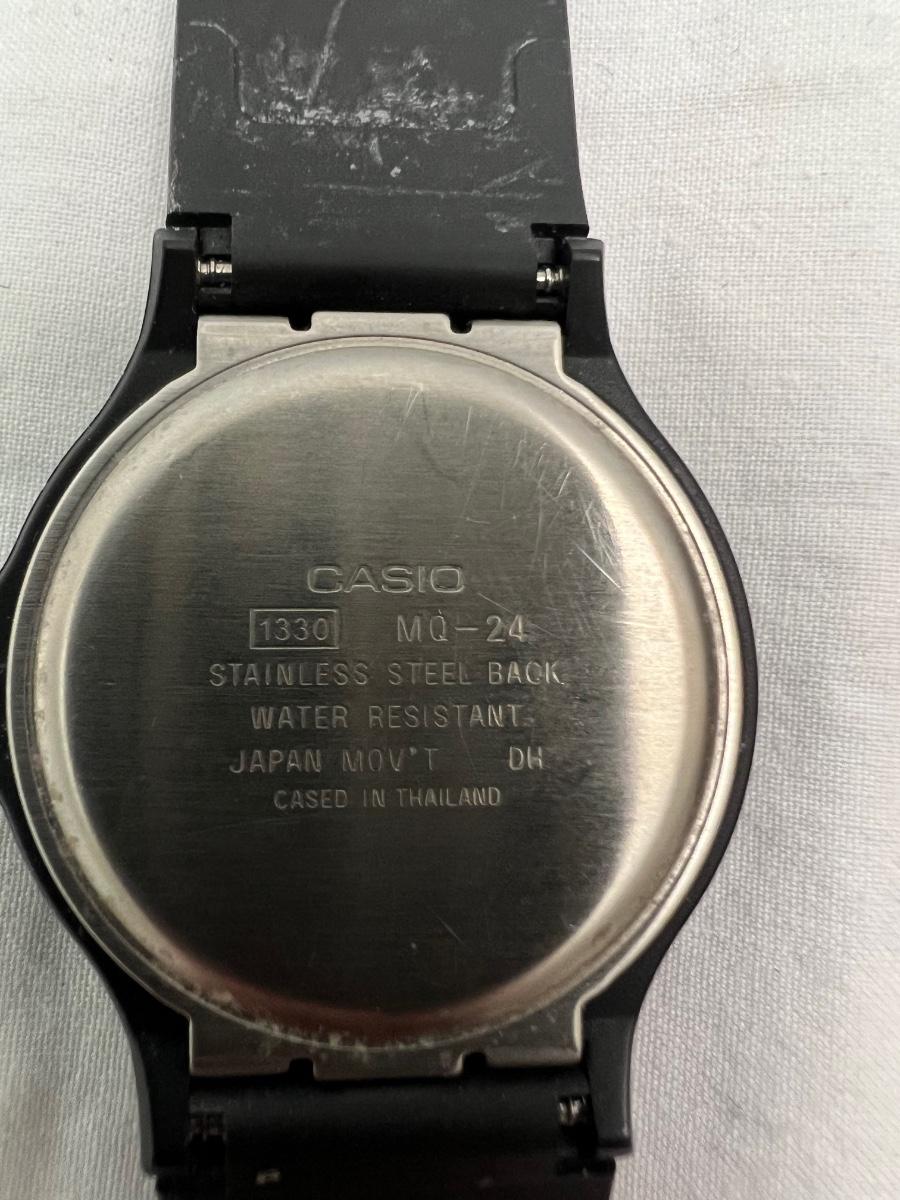 CASIO
1330 MQ-24
STAINLESS STEEL BACK
WATER RESISTANT
JAPAN MOV'T DH
CASED IN THAILAND